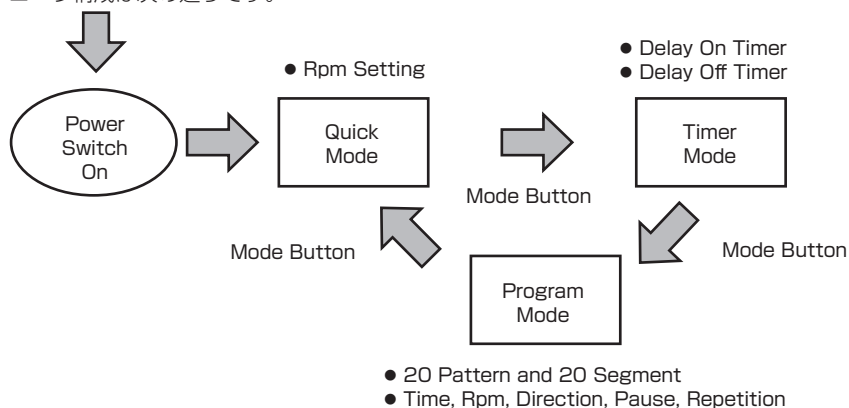 ● Rpm Setting
● Delay On Timer
● Delay Off Timer
Power
Switch
On
Quick
Mode
Timer
Mode
Mode Button
Mode Button
Mode Button
Program
Mode
● 20 Pattern and 20 Segment
● Time, Rpm, Direction, Pause, Repetition